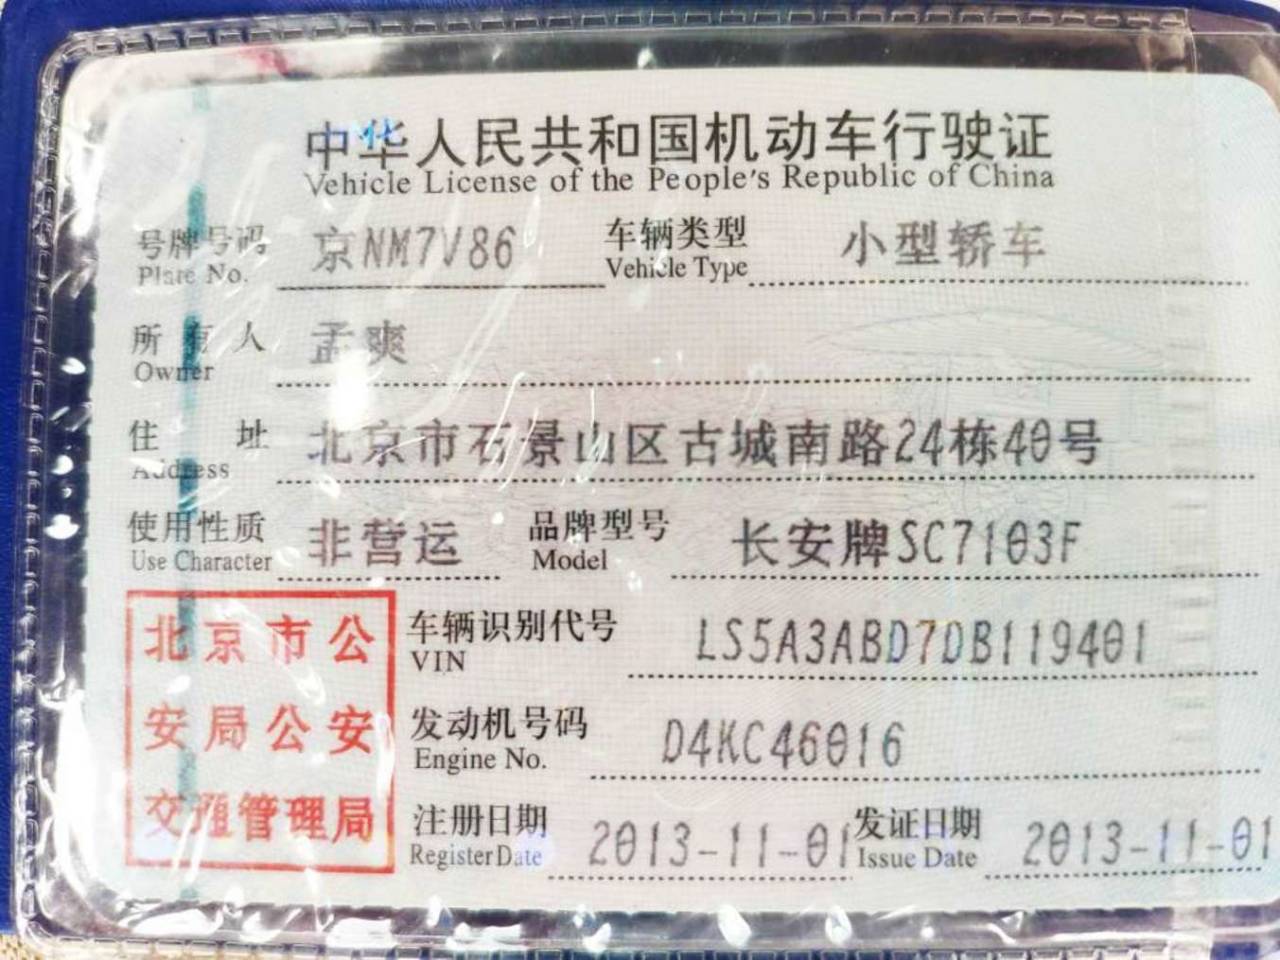 中华人民共和国机动车行驶证
Vehicle License of the People's Republic of China
号牌号码 京NM7V86 车辆类型 小型轿车
Plate No. Vehicle Type
所有人 孟爽
Owner
住址 北京市石景山区古城南路24栋40号
Address
使用性质 非营运 品牌型号 长安牌SC7103F
Use Character Model
北京市公
安局公安
交通管理局
车辆识别代号 LS5A3ABD7DB119401
VIN
发动机号码 D4KC46016
Engine No.
注册日期 2013-11-01 发证日期 2013-11-01
Register Date Issue Date